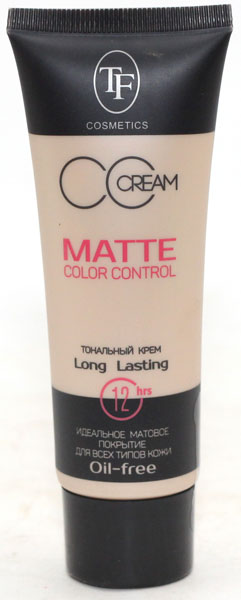 TF
COSMETICS
CC CREAM
MATTE
COLOR CONTROL
ТОНАЛЬНЫЙ КРЕМ
Long Lasting
12 hrs
ИДЕАЛЬНОЕ МАТОВОЕ
ПОКРЫТИЕ
ДЛЯ ВСЕХ ТИПОВ КОЖИ
Oil-free